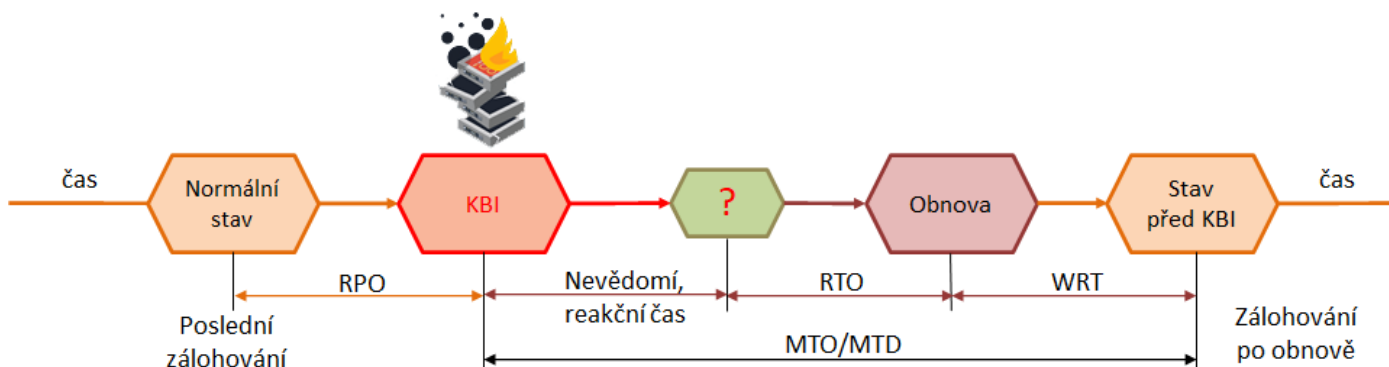 čas
Normální
stav
KBI
?
Obnova
Stav
před KBI
čas
RPO
Nevědomí,
reakční čas
RTO
WRT
Poslední
zálohování
MTO/MTD
Zálohování
po obnově